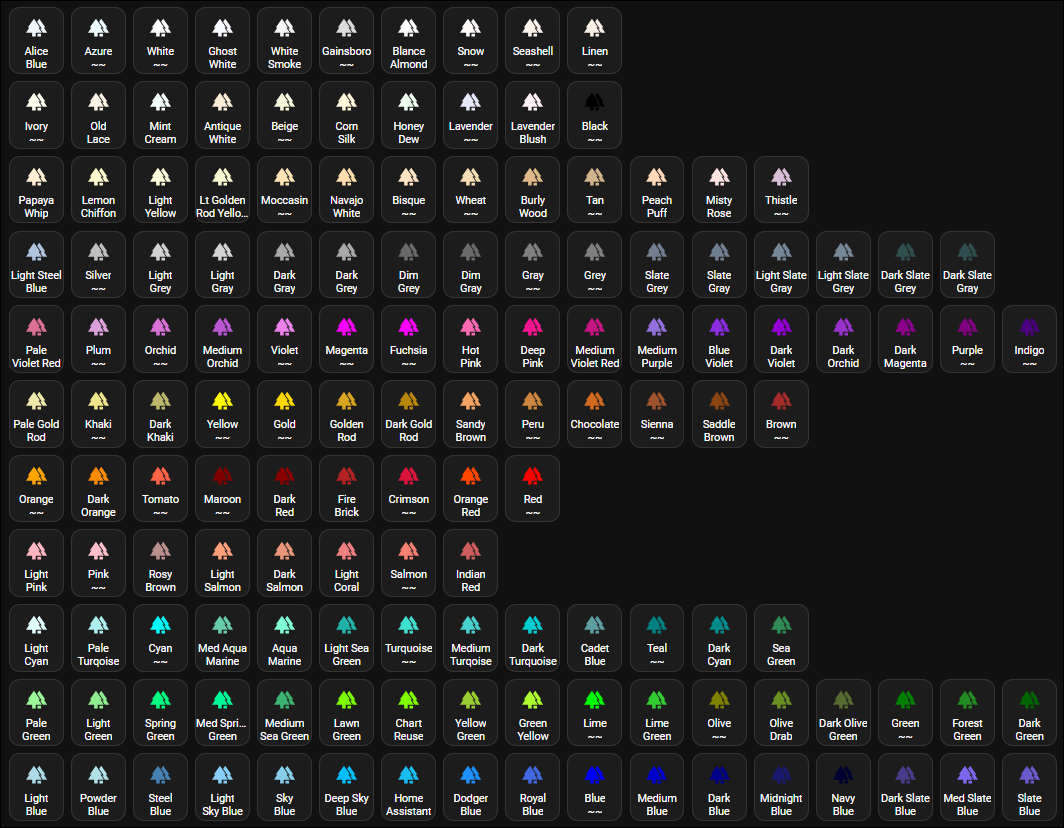 Alice
Blue
Azure
~~
White
~~
Ghost
White
White
Smoke
Gainsboro
~~
Blance
Almond
Snow
~~
Seashell
~~
Linen
~~
Ivory
~~
Old
Lace
Mint
Cream
Antique
White
Beige
~~
Corn
Silk
Honey
Dew
Lavender
~~
Lavender
Blush
Black
~~
Papaya
Whip
Lemon
Chiffon
Light
Yellow
Lt Golden
Rod Yello...
Moccasin
~~
Navajo
White
Bisque
~~
Wheat
~~
Burly
Wood
Tan
~~
Peach
Puff
Misty
Rose
Thistle
~~
Light Steel
Blue
Silver
~~
Light
Grey
Light
Gray
Dark
Gray
Dark
Grey
Dim
Grey
Dim
Grey
Gray
~~
Grey
~~
Slate
Grey
Slate
Gray
Light Slate
Gray
Light Slate
Grey
Dark Slate
Grey
Dark Slate
Gray
Pale
Violet Red
Plum
~~
Orchid
~~
Medium
Orchid
Violet
~~
Magenta
~~
Fuchsia
~~
Hot
Pink
Deep
Pink
Medium
Violet Red
Medium
Purple
Blue
Violet
Dark
Violet
Dark
Orchid
Dark
Magenta
Purple
~~
Indigo
~~
Pale Gold
Rod
Khaki
~~
Dark
Khaki
Yellow
~~
Gold
~~
Golden
Rod
Dark Gold
Rod
Sandy
Brown
Peru
~~
Chocolate
~~
Sienna
~~
Saddle
Brown
Brown
~~
Orange
~~
Dark
Orange
Tomato
~~
Maroon
~~
Dark
Red
Fire
Brick
Crimson
~~
Orange
Red
Red
~~
Light
Pink
Pink
~~
Rosy
Brown
Light
Salmon
Dark
Salmon
Light
Coral
Salmon
~~
Indian
Red
Light
Cyan
Pale
Turqoise
Cyan
~~
Med Aqua
Marine
Aqua
Marine
Light Sea
Green
Turquoise
~~
Medium
Turqoise
Dark
Turquoise
Cadet
Blue
Teal
~~
Dark
Cyan
Sea
Green
Pale
Green
Light
Green
Spring
Green
Med Spri...
Green
Medium
Sea Green
Lawn
Green
Chart
Reuse
Yellow
Green
Green
Yellow
Lime
~~
Lime
Green
Olive
~~
Olive
Drab
Dark Olive
Green
Green
~~
Forest
Green
Dark
Green
Light
Blue
Powder
Blue
Steel
Blue
Light
Sky Blue
Sky
Blue
Deep Sky
Blue
Home
Assistant
Dodger
Blue
Royal
Blue
Blue
~~
Medium
Blue
Dark
Blue
Midnight
Blue
Navy
Blue
Dark Slate
Blue
Med Slate
Blue
Slate
Blue